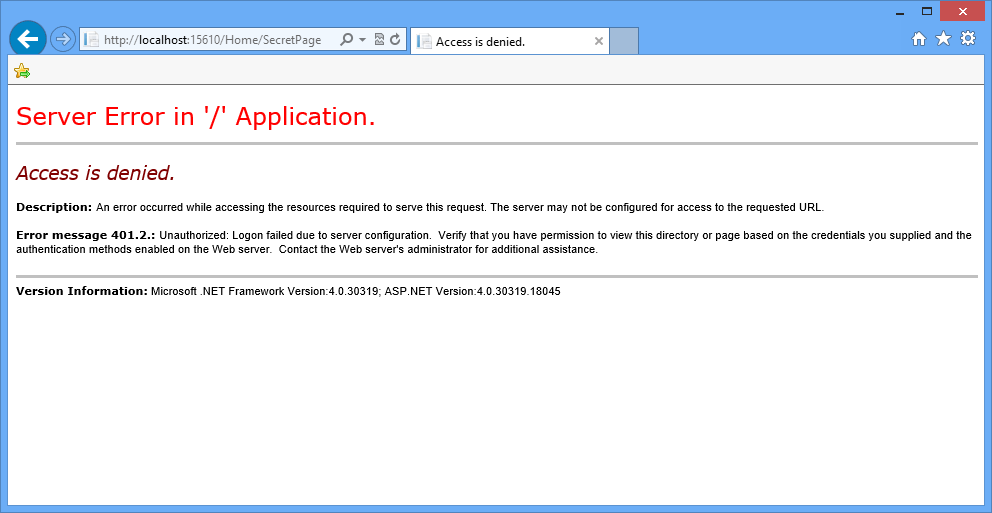 http://localhost:15610/Home/SecretPage
Access is denied.
Server Error in '/' Application.
Access is denied.
Description: An error occurred while accessing the resources required to serve this request. The server may not be configured for access to the requested URL.
Error message 401.2.: Unauthorized: Logon failed due to server configuration.  Verify that you have permission to view this directory or page based on the credentials you supplied and the
authentication methods enabled on the Web server.  Contact the Web server's administrator for additional assistance.
Version Information: Microsoft .NET Framework Version:4.0.30319; ASP.NET Version:4.0.30319.18045